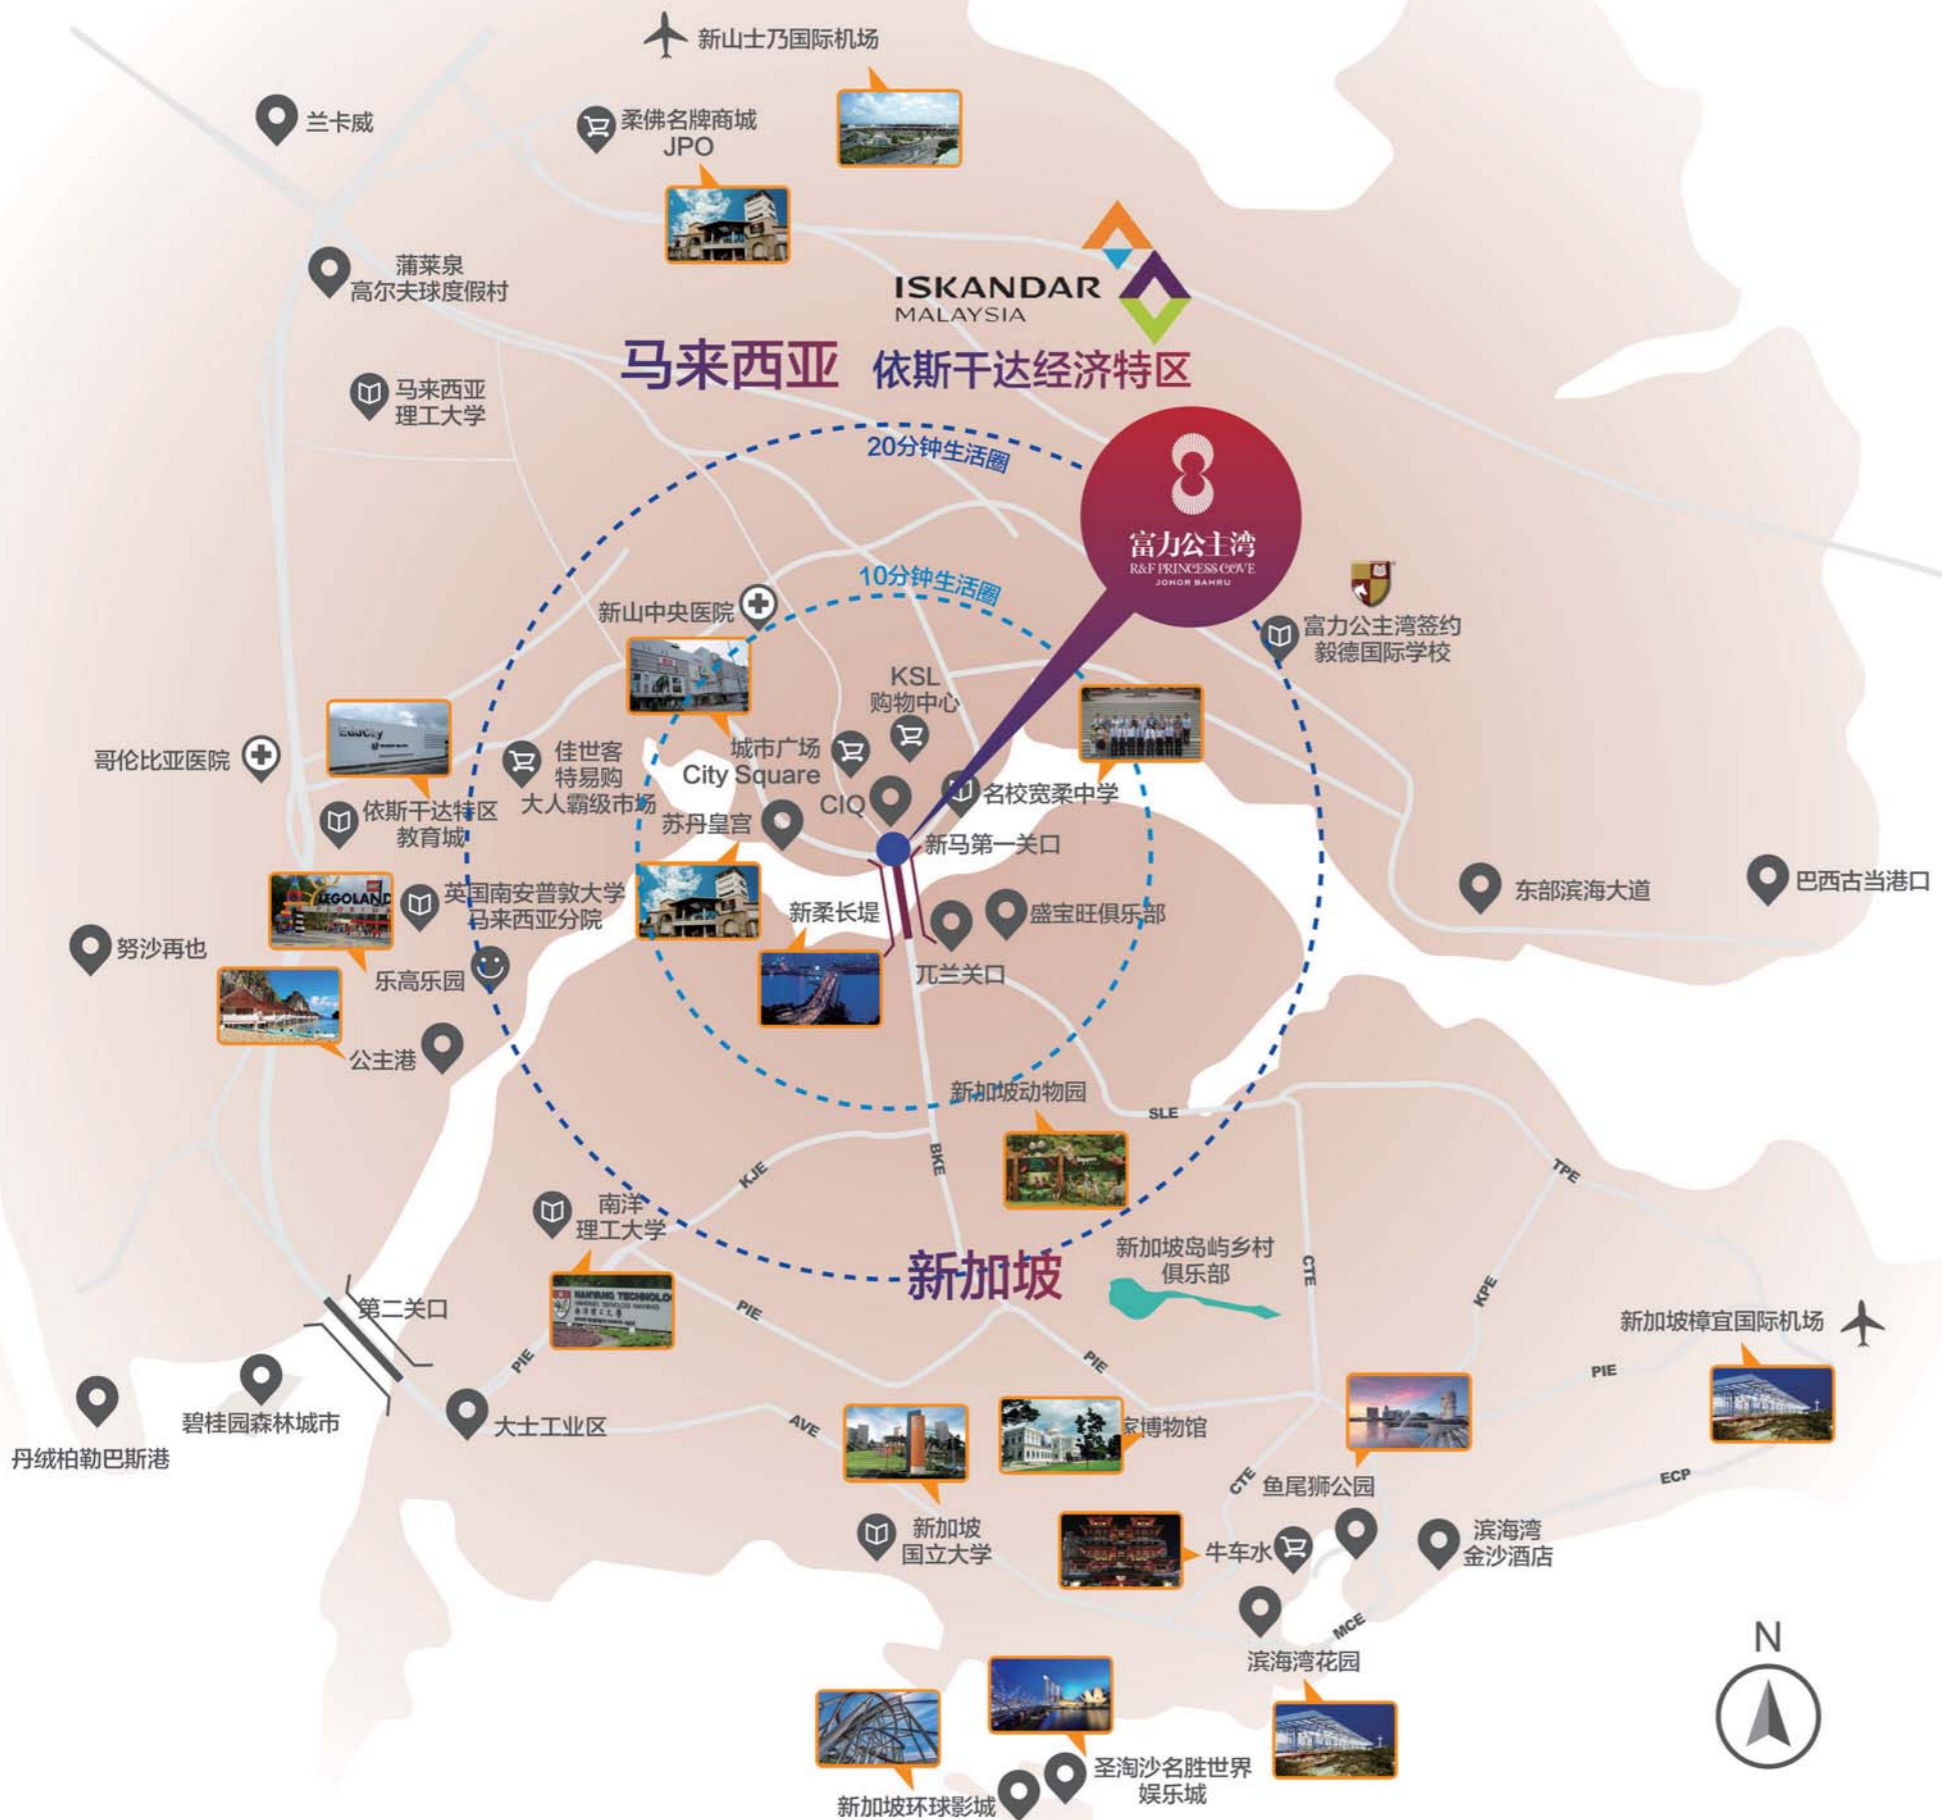 新山士乃国际机场
兰卡威
柔佛名牌商城
JPO
蒲莱泉
高尔夫球度假村
ISKANDAR
MALAYSIA
马来西亚 依斯干达经济特区
马来西亚
理工大学
20分钟生活圈
富力公主湾
R&F PRINCESS COVE
JOHOR BAHRU
10分钟生活圈
新山中央医院
富力公主湾签约
毅德国际学校
KSL
购物中心
EduCity
哥伦比亚医院
佳世客
特易购
大人霸级市场
城市广场
City Square
CIQ
名校宽柔中学
依斯干达特区
教育城
苏丹皇宫
新马第一关口
LEGOLAND
FLORIDA
英国南安普敦大学
马来西亚分院
新柔长堤
盛宝旺俱乐部
东部滨海大道
巴西古当港口
努沙再也
乐高乐园
兀兰关口
公主港
新加坡动物园
SLE
KJE
BKE
TPE
南洋
理工大学
新加坡
新加坡岛屿乡村
俱乐部
CTE
KPE
NANYANG TECHNOLO
第二关口
PIE
PIE
PIE
PIE
新加坡樟宜国际机场
碧桂园森林城市
丹绒柏勒巴斯港
大士工业区
AVE
家博物馆
CTE
ECP
鱼尾狮公园
新加坡
国立大学
牛车水
滨海湾
金沙酒店
MCE
滨海湾花园
N
圣淘沙名胜世界
娱乐城
新加坡环球影城